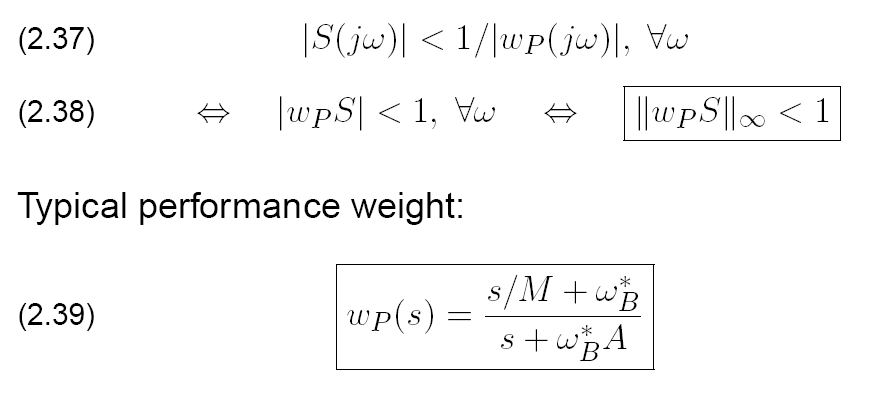 (2.37) |S(jω)| < 1/|w_P(jω)|, ∀ω
(2.38) ⇔ |w_P S| < 1, ∀ω ⇔ ‖w_P S‖_∞ < 1
Typical performance weight:
(2.39) w_P(s) = \frac{s/M + ω_B^*}{s + ω_B^* A}